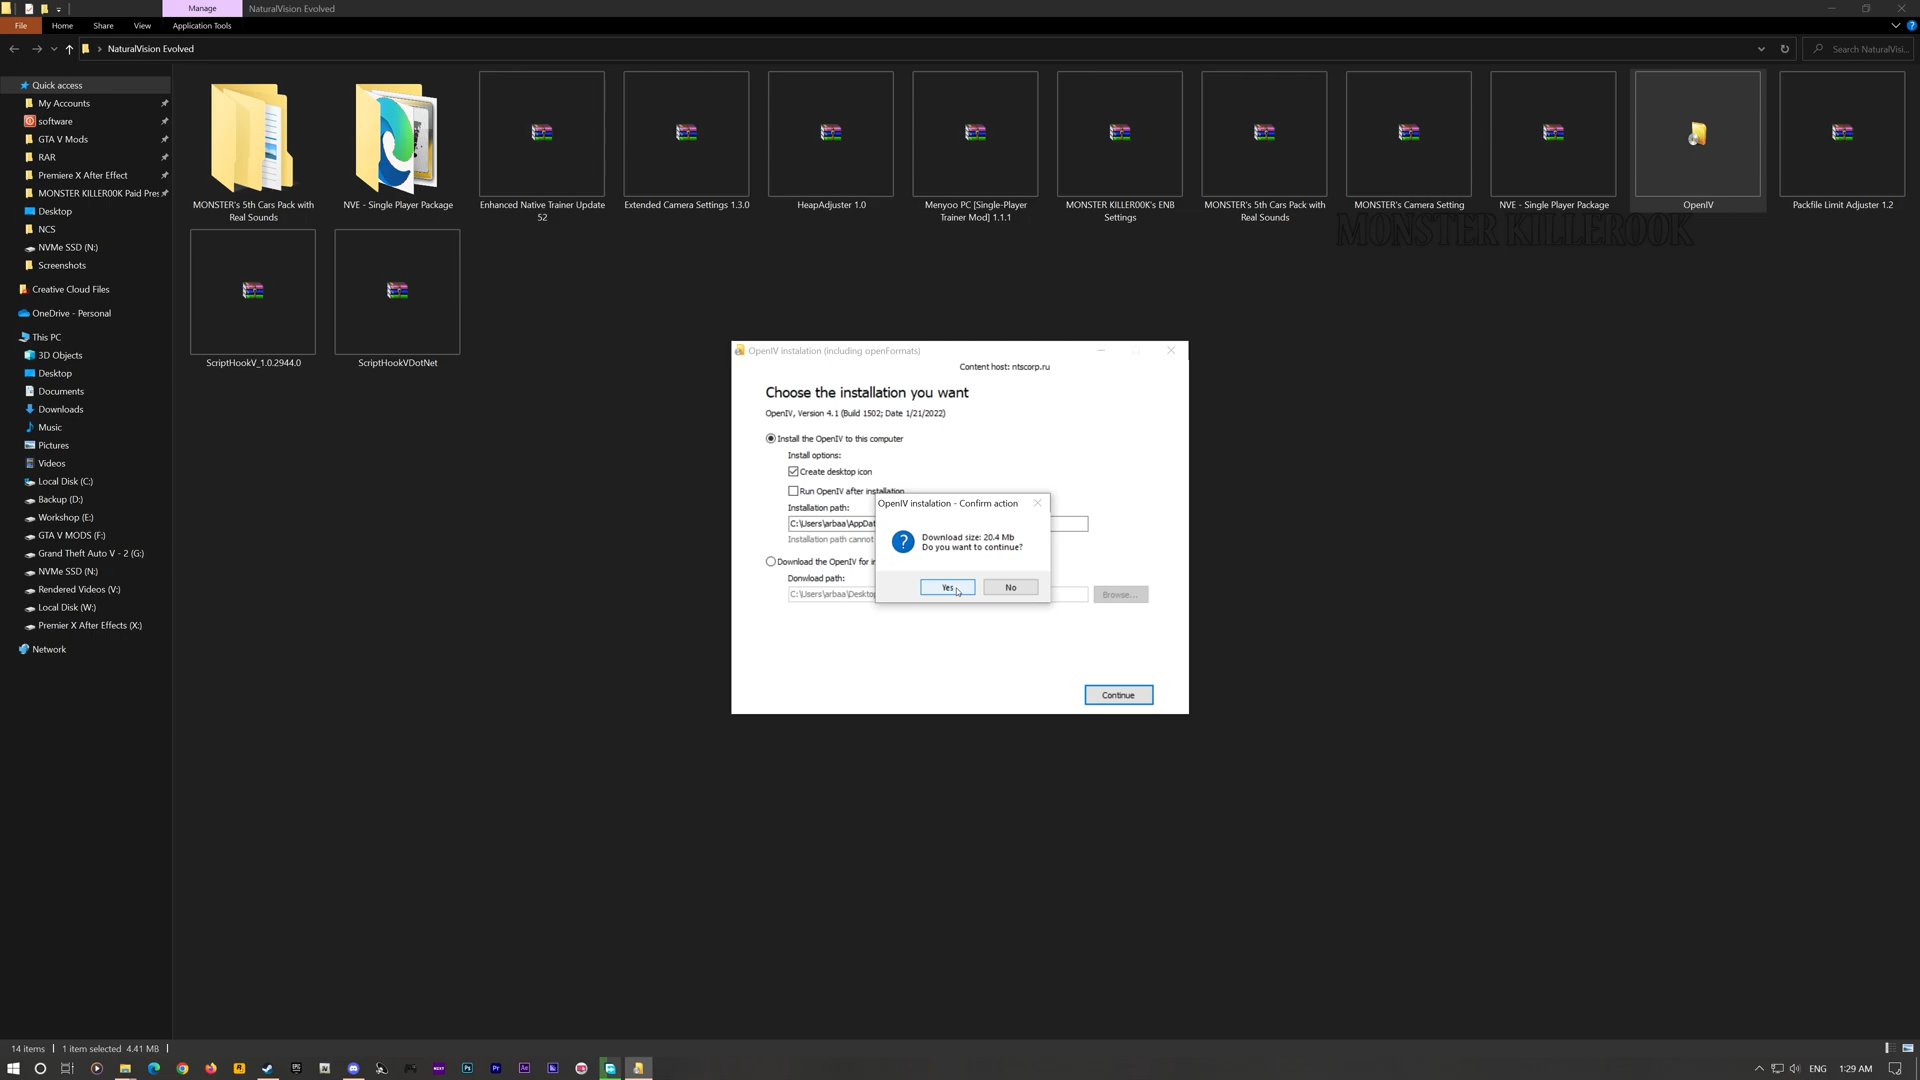 Manage
NaturalVision Evolved
File
Home
Share
View
Application Tools
NaturalVision Evolved
Search NaturalVisi...
Quick access
My Accounts
software
GTA V Mods
RAR
Premiere X After Effect
MONSTER KILLER00K Paid Pres
Desktop
NCS
NVMe SSD (N:)
Screenshots
Creative Cloud Files
OneDrive - Personal
This PC
3D Objects
Desktop
Documents
Downloads
Music
Pictures
Videos
Local Disk (C:)
Backup (D:)
Workshop (E:)
GTA V MODS (F:)
Grand Theft Auto V - 2 (G:)
NVMe SSD (N:)
Rendered Videos (V:)
Local Disk (W:)
Premier X After Effects (X:)
Network
MONSTER's 5th Cars Pack with
Real Sounds
NVE - Single Player Package
Enhanced Native Trainer Update
52
Extended Camera Settings 1.3.0
HeapAdjuster 1.0
Menyoo PC [Single-Player
Trainer Mod] 1.1.1
MONSTER KILLER00K's ENB
Settings
MONSTER's 5th Cars Pack with
Real Sounds
MONSTER's Camera Setting
NVE - Single Player Package
OpenIV
Packfile Limit Adjuster 1.2
MONSTER KILLEROOK
ScriptHookV_1.0.2944.0
ScriptHookVDotNet
OpenIV instalation (including openFormats)
Content host: ntscorp.ru
Choose the installation you want
OpenIV, Version 4.1 (Build 1502; Date 1/21/2022)
Install the OpenIV to this computer
Install options:
Create desktop icon
Run OpenIV after installation
Installation path:
C:\Users\arbaa\AppDat
Installation path cannot
Download the OpenIV for i
Donwload path:
C:\Users\arbaa\Desktop
Browse...
Continue
OpenIV instalation - Confirm action
Download size: 20.4 Mb
Do you want to continue?
Yes
No
14 items
1 item selected 4.41 MB
ENG
1:29 AM